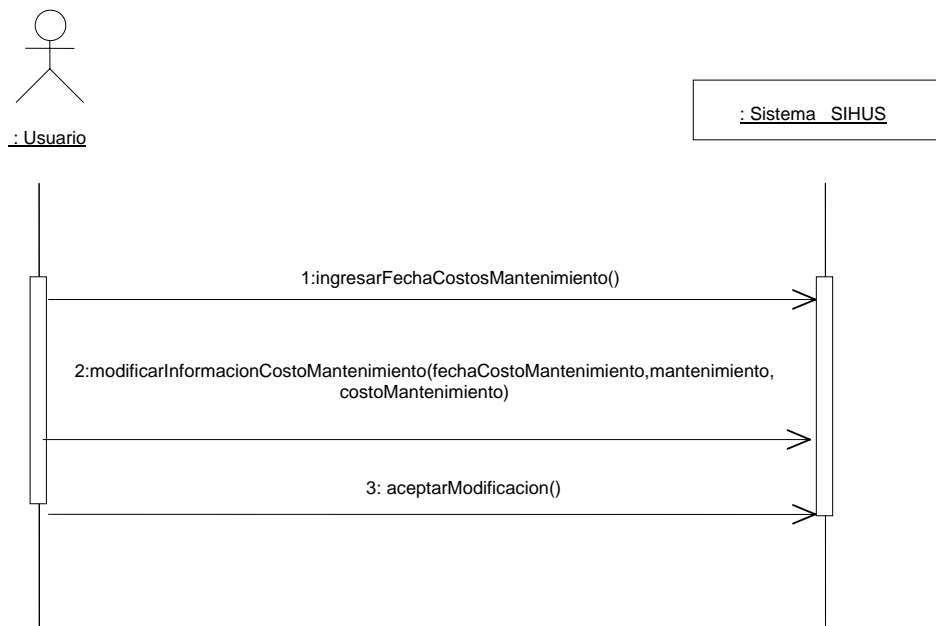 : Usuario
: Sistema SIHUS
1:ingresarFechaCostosMantenimiento()
2:modificarInformacionCostoMantenimiento(fechaCostoMantenimiento,mantenimiento,
costoMantenimiento)
3: aceptarModificacion()